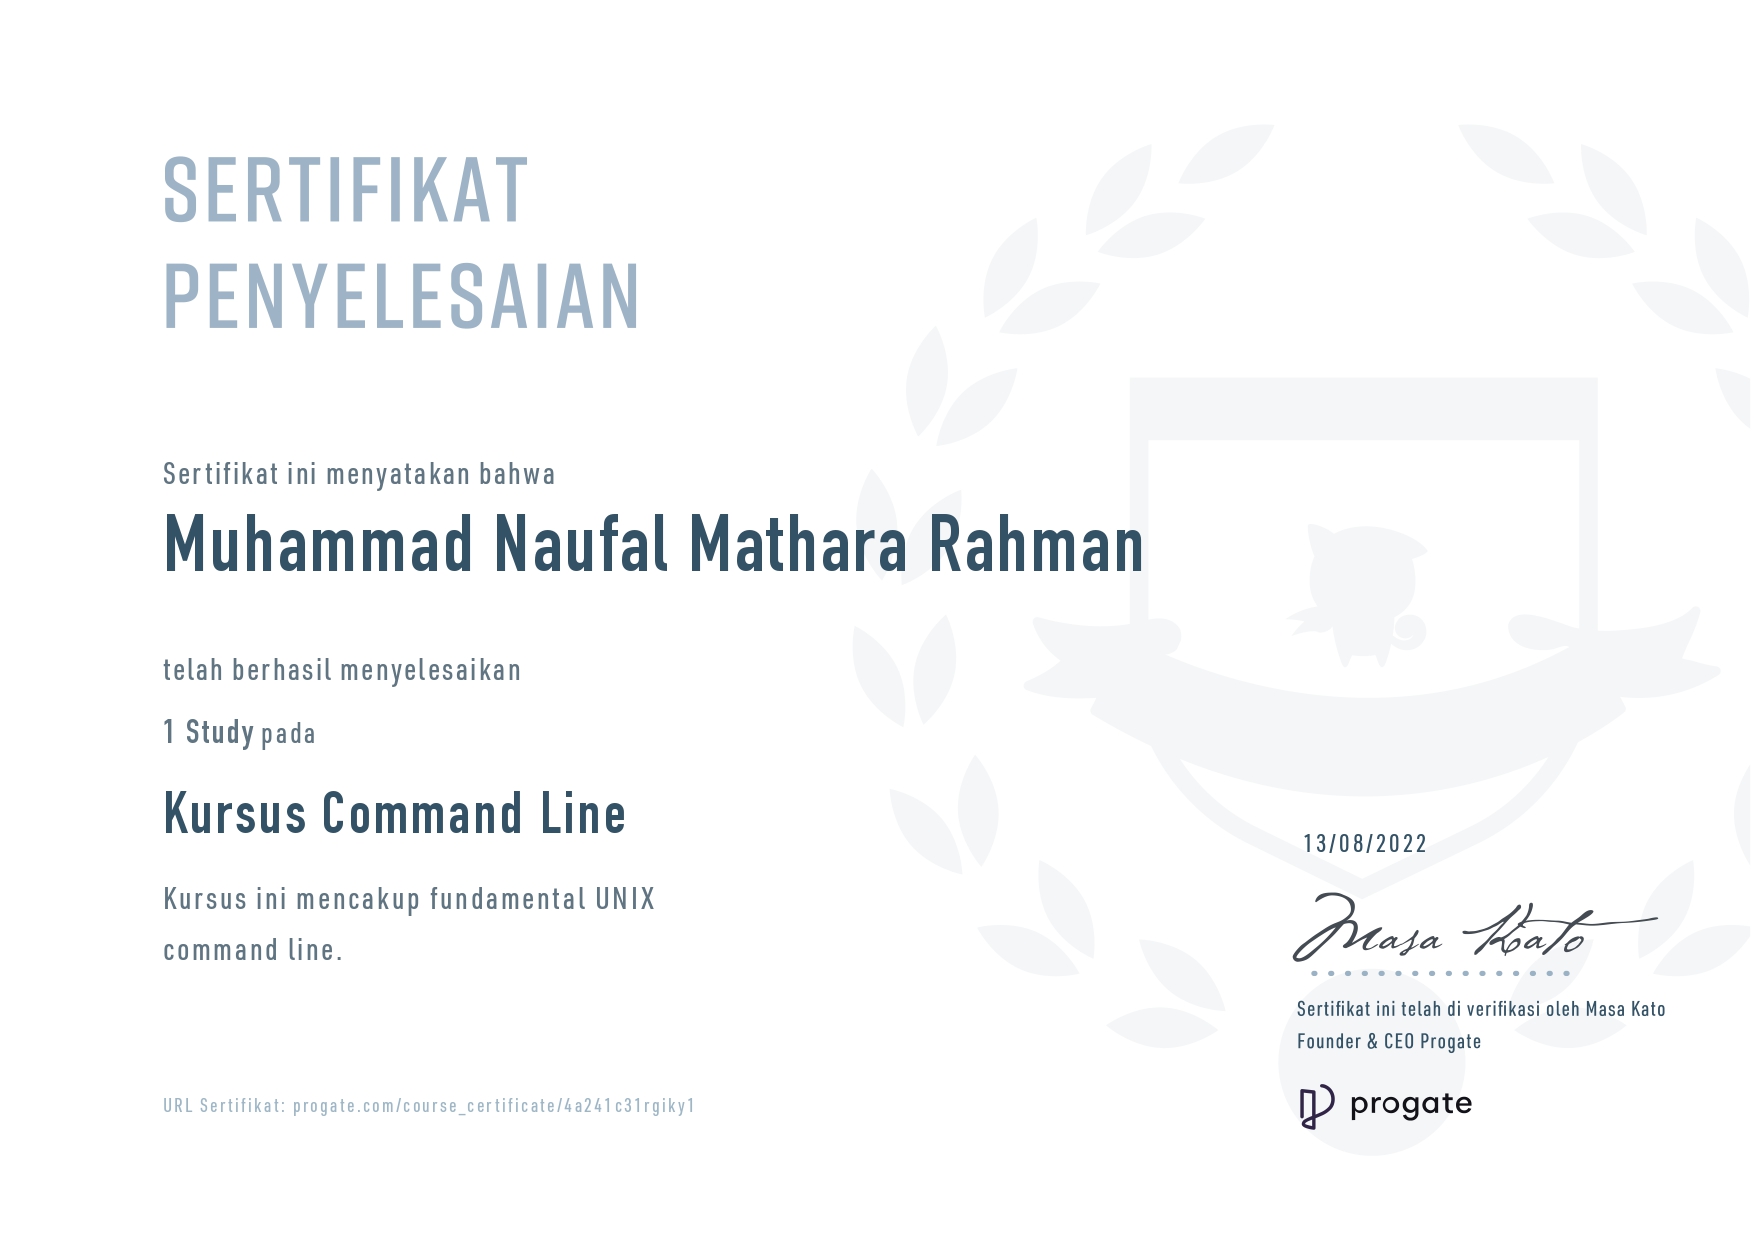 SERTIFIKAT
PENYELESAIAN
Sertifikat ini menyatakan bahwa
Muhammad Naufal Mathara Rahman
telah berhasil menyelesaikan
1 Study pada
Kursus Command Line
Kursus ini mencakup fundamental UNIX
command line.
13/08/2022
Masa Kato
Sertifikat ini telah di verifikasi oleh Masa Kato
Founder & CEO Progate
progate
URL Sertifikat: progate.com/course_certificate/4a241c31rgiky1